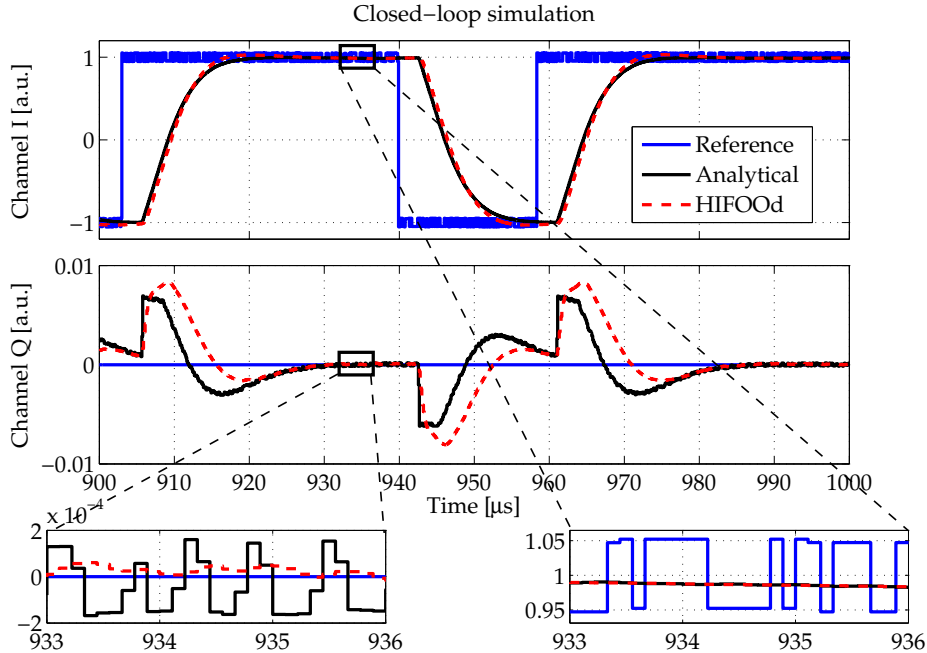 Closed−loop simulation
Channel I [a.u.]
1
0
−1
Reference
Analytical
HIFOOd
Channel Q [a.u.]
0.01
0
−0.01
900 910 920 930 940 950 960 970 980 990 1000
Time [µs]
x 10⁻⁴
2
0
−2
933 934 935 936
1.05
1
0.95
933 934 935 936